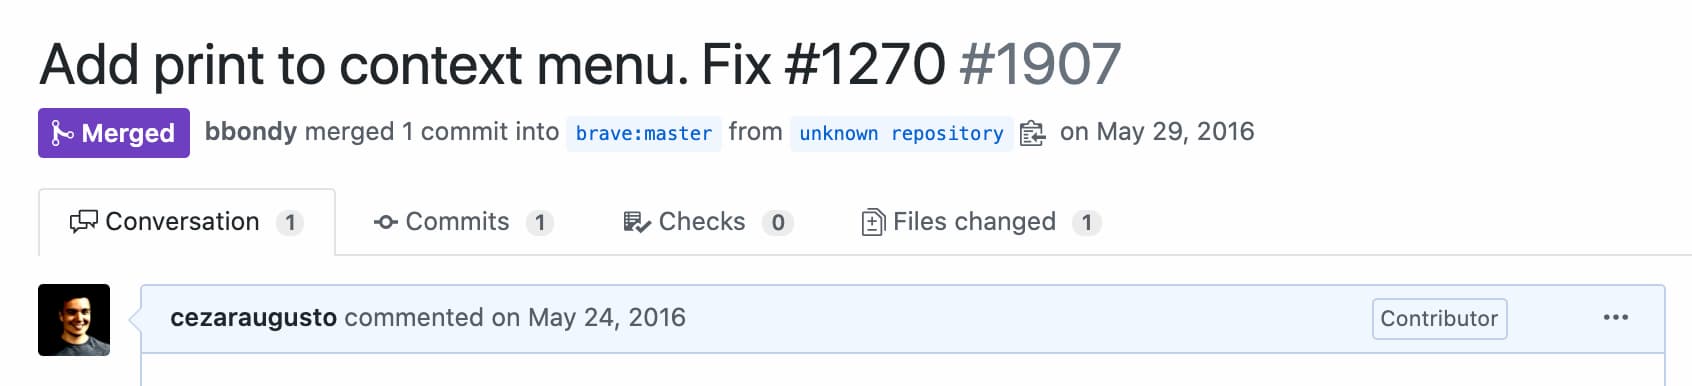 Add print to context menu. Fix #1270 #1907
Merged bbondy merged 1 commit into brave:master from unknown repository on May 29, 2016
Conversation 1 Commits 1 Checks 0 Files changed 1
cezaraugusto commented on May 24, 2016 Contributor ...